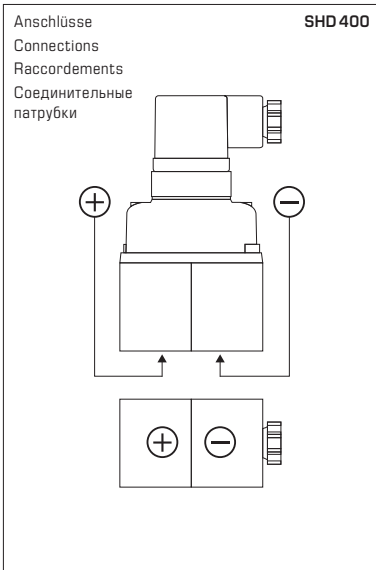 Anschlüsse SHD 400
Connections
Raccordements
Соединительные
патрубки
+ −
+ −